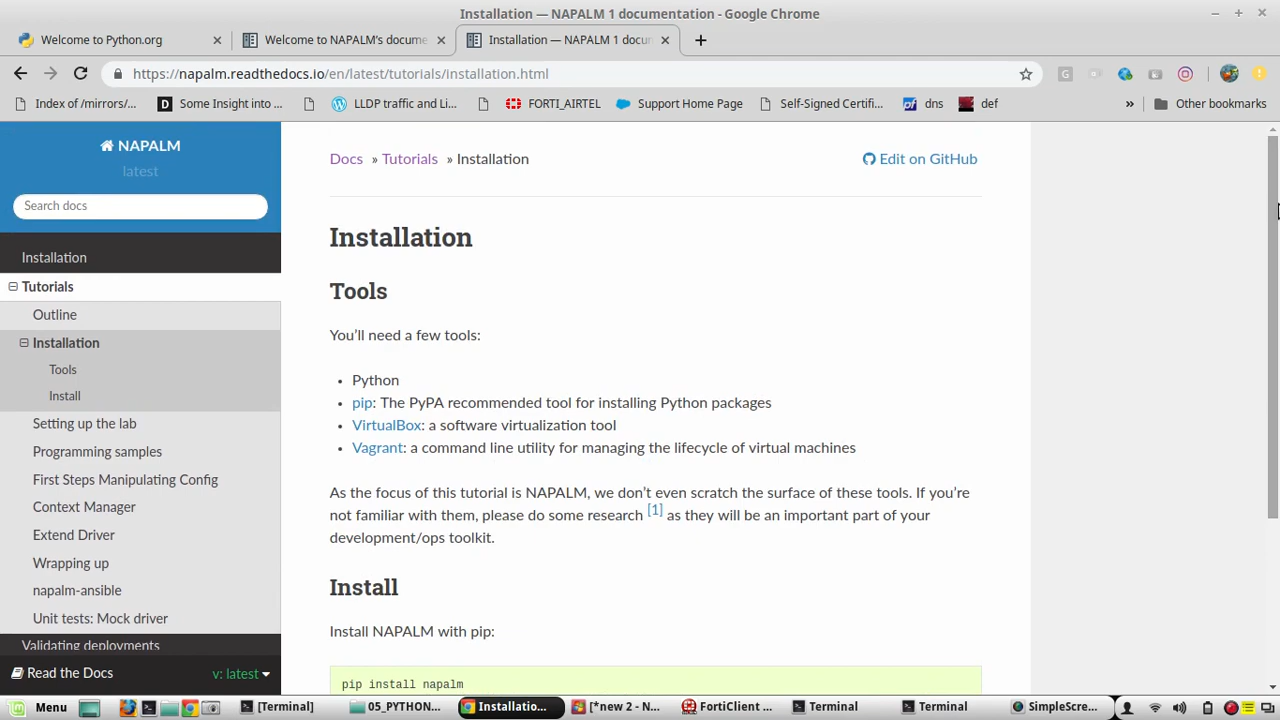 Installation — NAPALM 1 documentation - Google Chrome
Welcome to Python.org
Welcome to NAPALM's docume
Installation — NAPALM 1 docum
https://napalm.readthedocs.io/en/latest/tutorials/installation.html
Index of /mirrors/...
Some Insight into ...
LLDP traffic and Li...
FORTI_AIRTEL
Support Home Page
Self-Signed Certifi...
dns
def
»
Other bookmarks
NAPALM
latest
Search docs
Installation
Tutorials
Outline
Installation
Tools
Install
Setting up the lab
Programming samples
First Steps Manipulating Config
Context Manager
Extend Driver
Wrapping up
napalm-ansible
Unit tests: Mock driver
Validating deployments
Read the Docs
v: latest
Docs » Tutorials » Installation
Edit on GitHub
Installation
Tools
You'll need a few tools:
• Python
• pip: The PyPA recommended tool for installing Python packages
• VirtualBox: a software virtualization tool
• Vagrant: a command line utility for managing the lifecycle of virtual machines
As the focus of this tutorial is NAPALM, we don't even scratch the surface of these tools. If you're
not familiar with them, please do some research [1] as they will be an important part of your
development/ops toolkit.
Install
Install NAPALM with pip:
pip install napalm
Menu
[Terminal]
05_PYTHON...
Installatio...
[*new 2 - N...
FortiClient ...
Terminal
Terminal
SimpleScre...